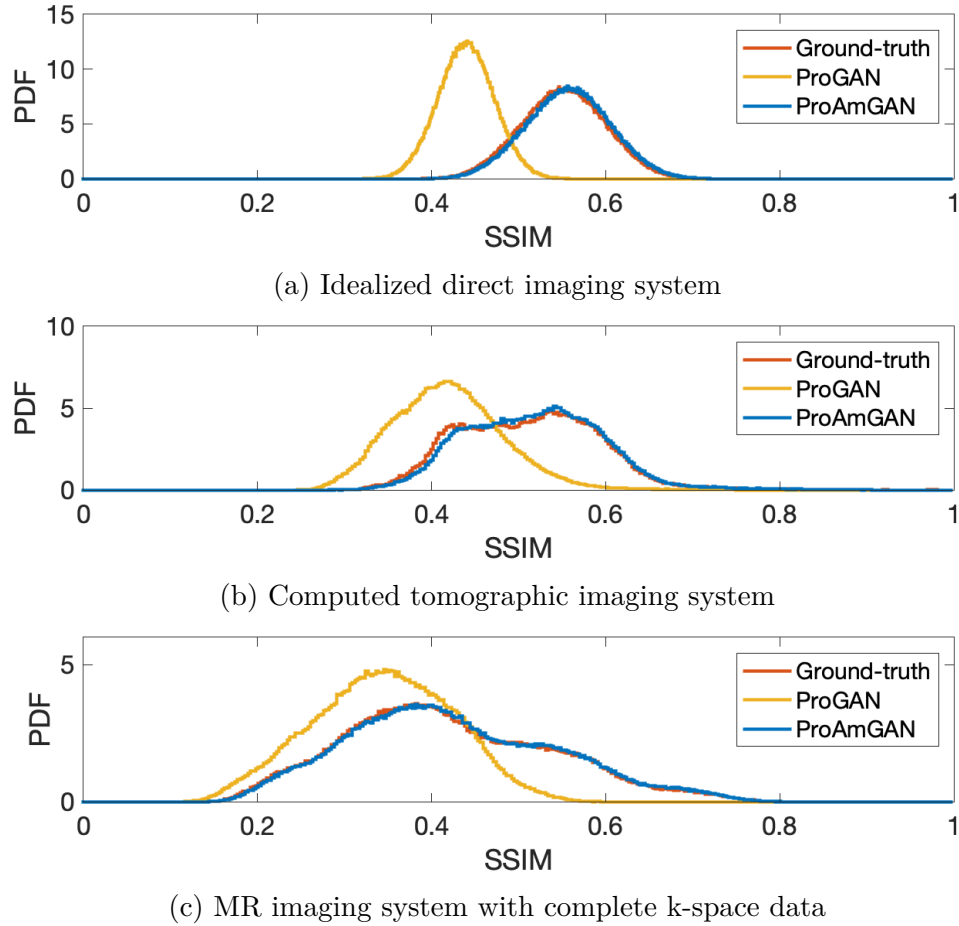 15
10
5
0
PDF
0 0.2 0.4 0.6 0.8 1
SSIM
Ground-truth
ProGAN
ProAmGAN
(a) Idealized direct imaging system
10
5
0
PDF
0 0.2 0.4 0.6 0.8 1
SSIM
Ground-truth
ProGAN
ProAmGAN
(b) Computed tomographic imaging system
5
0
PDF
0 0.2 0.4 0.6 0.8 1
SSIM
Ground-truth
ProGAN
ProAmGAN
(c) MR imaging system with complete k-space data